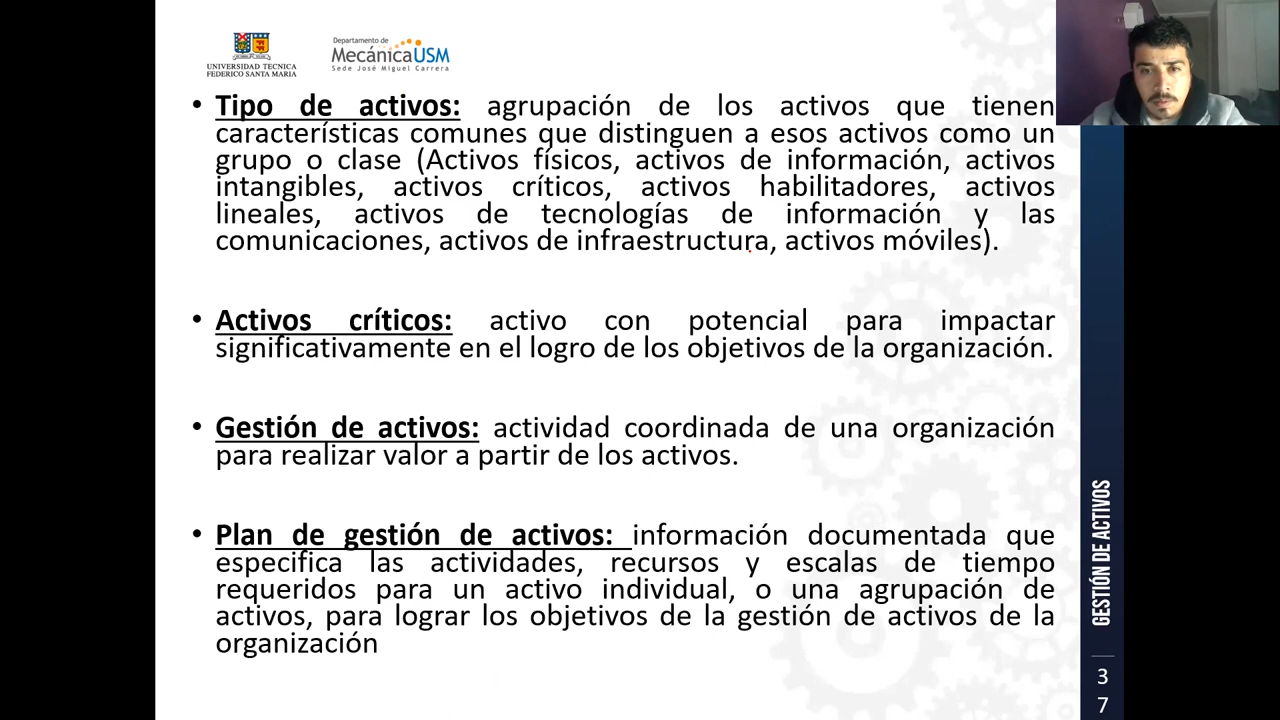 UNIVERSIDAD TECNICA
FEDERICO SANTA MARIA
Departamento de
MecánicaUSM
Sede José Miguel Carrera
• Tipo de activos: agrupación de los activos que tienen
características comunes que distinguen a esos activos como un
grupo o clase (Activos físicos, activos de información, activos
intangibles, activos críticos, activos habilitadores, activos
lineales, activos de tecnologías de información y las
comunicaciones, activos de infraestructura, activos móviles).
• Activos críticos: activo con potencial para impactar
significativamente en el logro de los objetivos de la organización.
• Gestión de activos: actividad coordinada de una organización
para realizar valor a partir de los activos.
• Plan de gestión de activos: información documentada que
especifica las actividades, recursos y escalas de tiempo
requeridos para un activo individual, o una agrupación de
activos, para lograr los objetivos de la gestión de activos de la
organización
GESTIÓN DE ACTIVOS
3
7